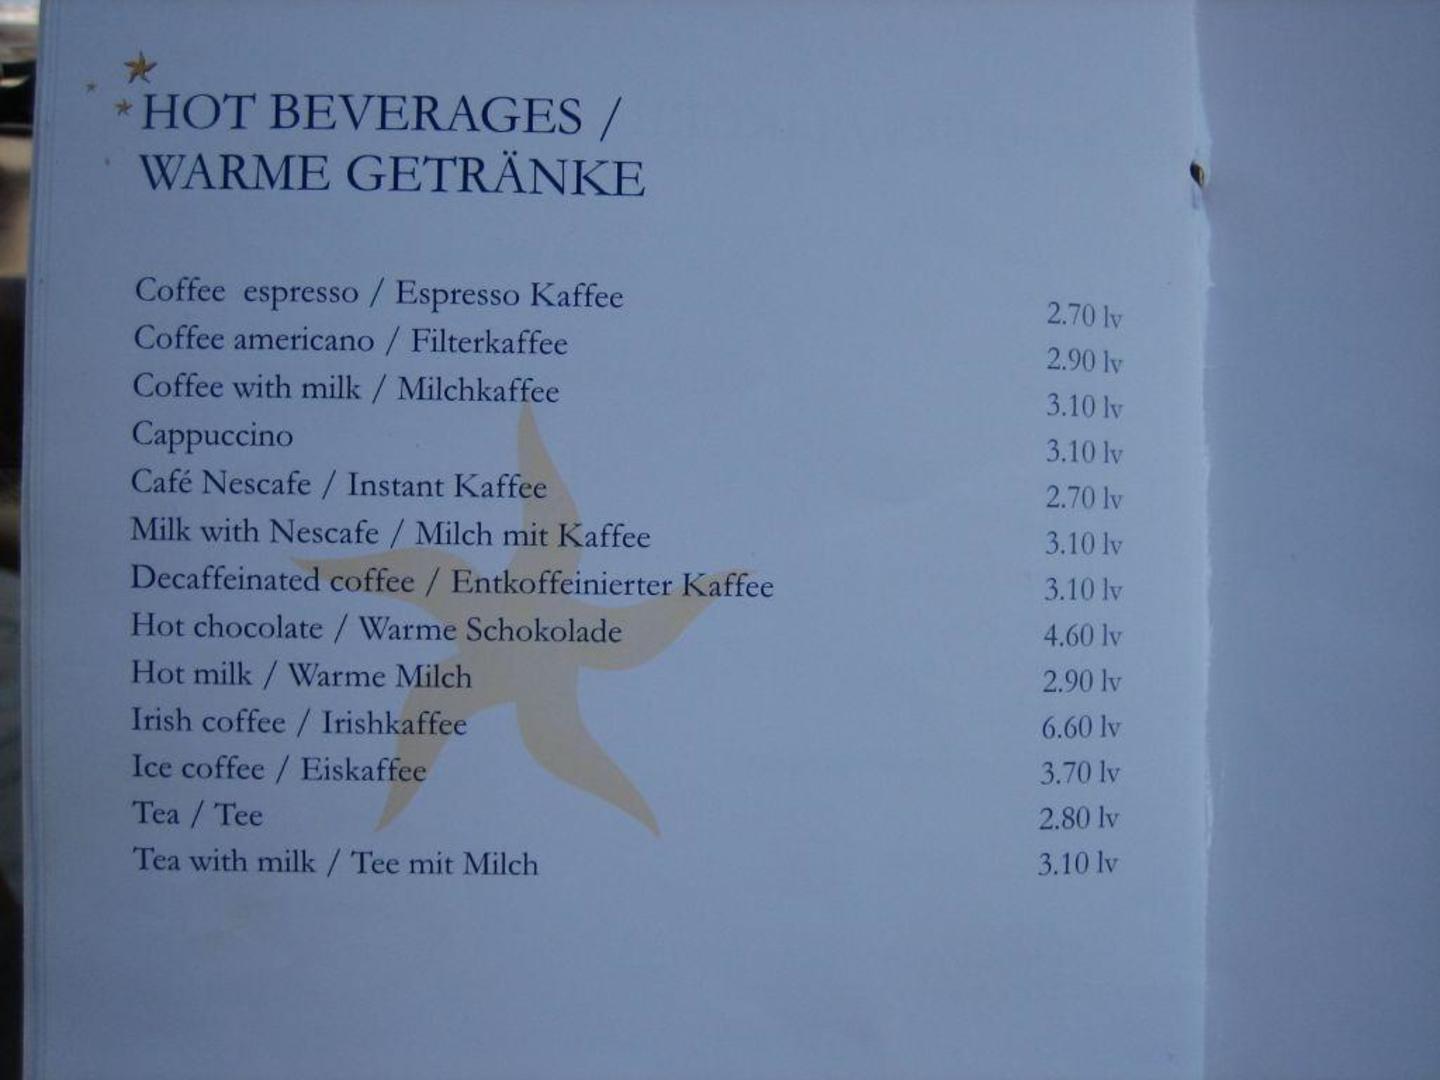 HOT BEVERAGES /
WARME GETRÄNKE
Coffee espresso / Espresso Kaffee 2.70 lv
Coffee americano / Filterkaffee 2.90 lv
Coffee with milk / Milchkaffee 3.10 lv
Cappuccino 3.10 lv
Café Nescafe / Instant Kaffee 2.70 lv
Milk with Nescafe / Milch mit Kaffee 3.10 lv
Decaffeinated coffee / Entkoffeinierter Kaffee 3.10 lv
Hot chocolate / Warme Schokolade 4.60 lv
Hot milk / Warme Milch 2.90 lv
Irish coffee / Irishkaffee 6.60 lv
Ice coffee / Eiskaffee 3.70 lv
Tea / Tee 2.80 lv
Tea with milk / Tee mit Milch 3.10 lv